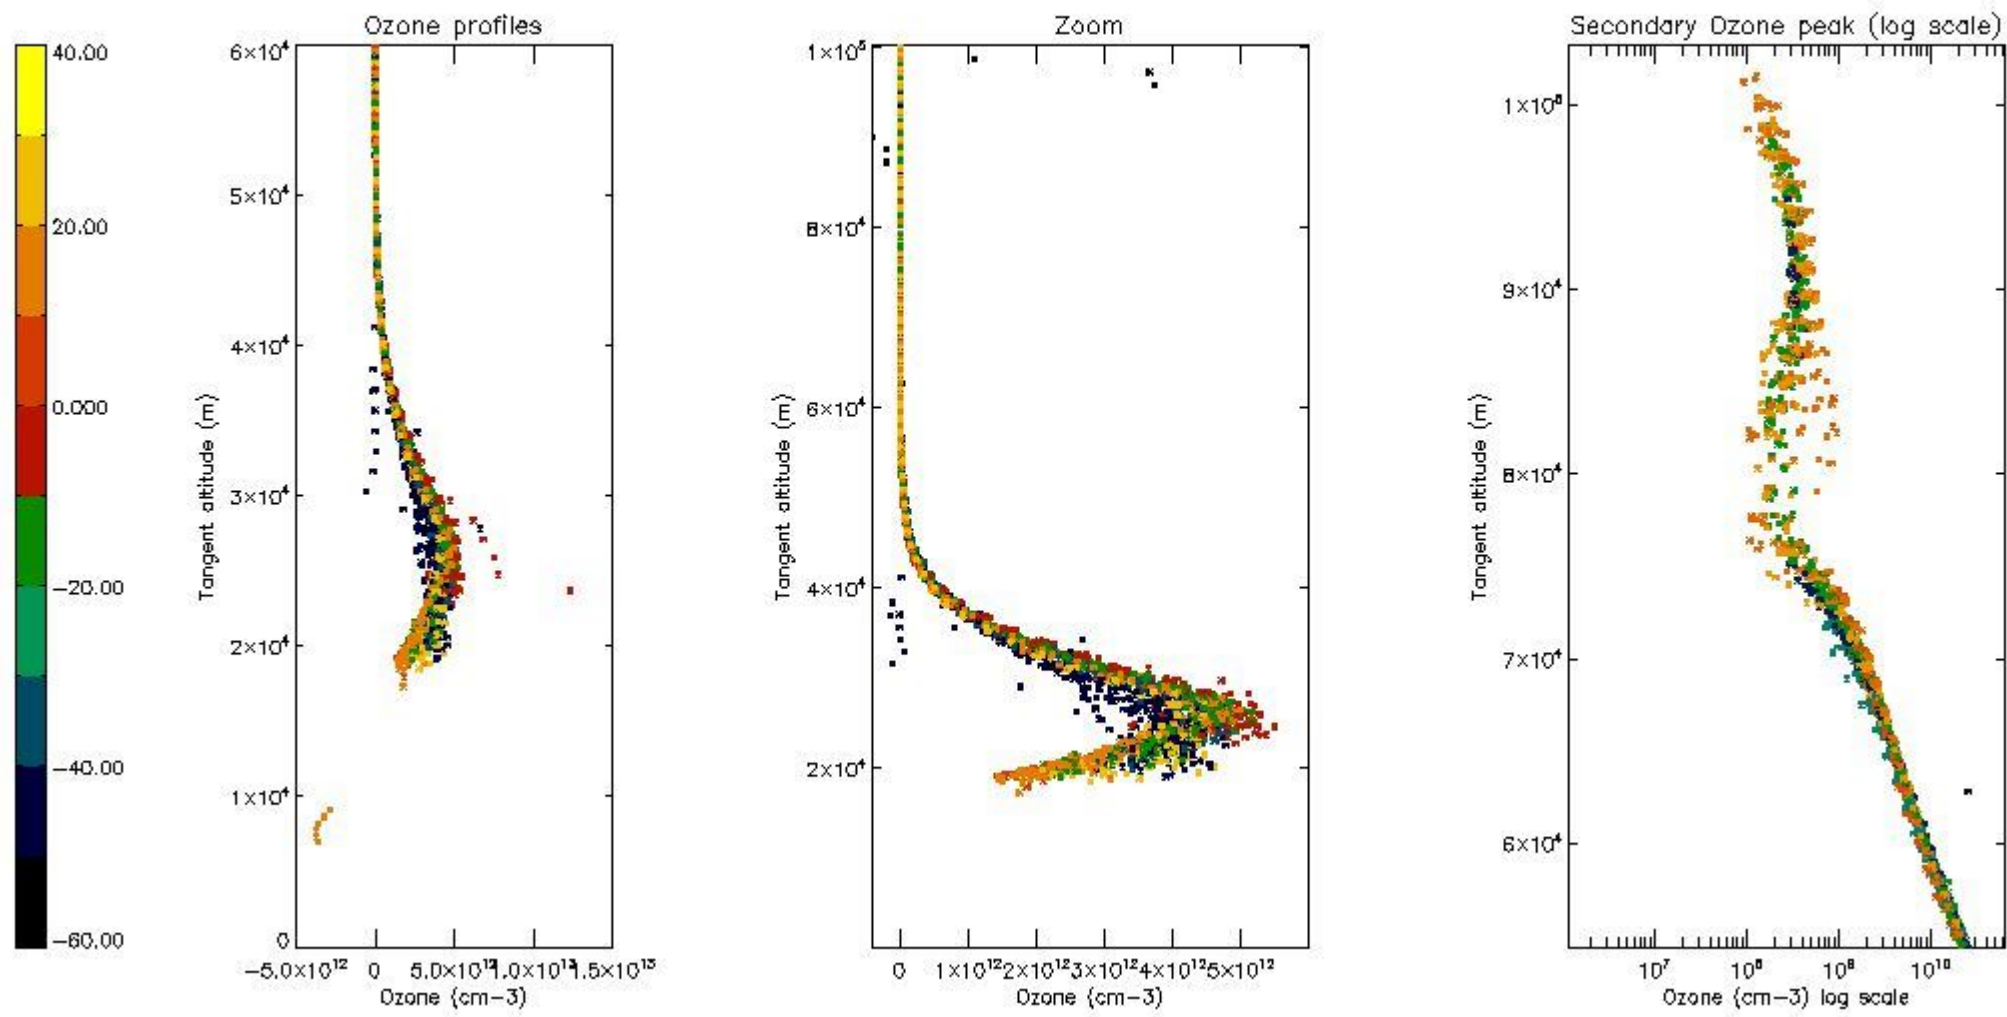 Ozone profiles
Zoom
Secondary Ozone peak (log scale)
40.00
20.00
0.000
−20.00
−40.00
−60.00
6×10⁴
5×10⁴
4×10⁴
3×10⁴
2×10⁴
1×10⁴
0
Tangent altitude (m)
−5.0×10¹² 0 5.0×10¹² 1.0×10¹³ 1.5×10¹³
Ozone (cm−3)
1×10⁵
8×10⁴
6×10⁴
4×10⁴
2×10⁴
Tangent altitude (m)
0 1×10¹² 2×10¹² 3×10¹² 4×10¹² 5×10¹²
Ozone (cm−3)
1×10⁵
9×10⁴
8×10⁴
7×10⁴
6×10⁴
Tangent altitude (m)
10⁷ 10⁸ 10⁹ 10¹⁰
Ozone (cm−3) log scale